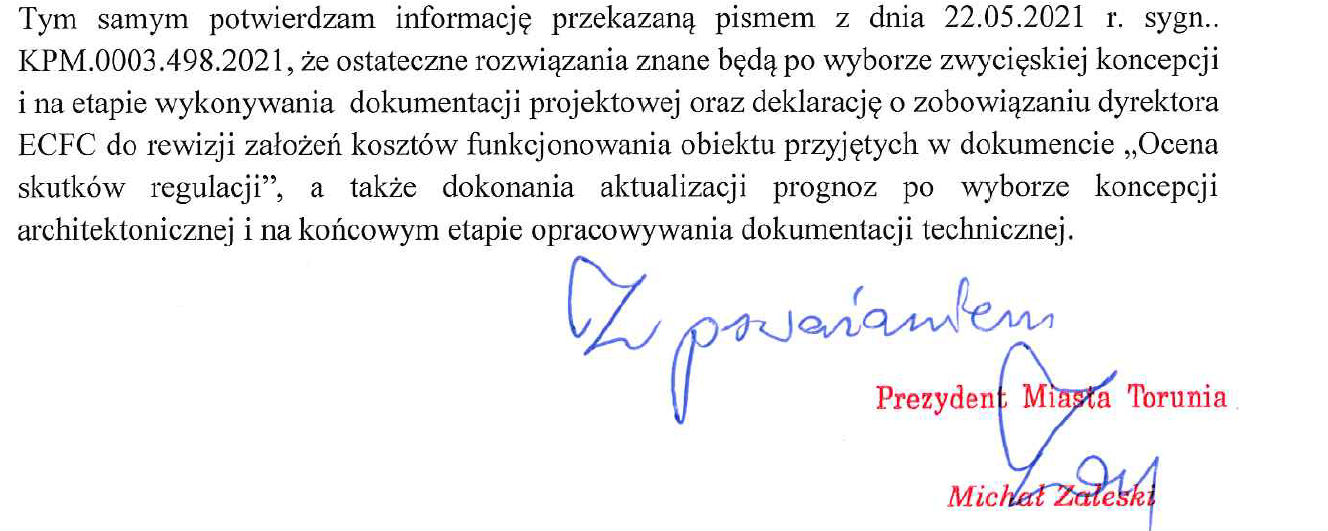 Tym samym potwierdzam informację przekazaną pismem z dnia 22.05.2021 r. sygn..
KPM.0003.498.2021, że ostateczne rozwiązania znane będą po wyborze zwycięskiej koncepcji
i na etapie wykonywania dokumentacji projektowej oraz deklarację o zobowiązaniu dyrektora
ECFC do rewizji założeń kosztów funkcjonowania obiektu przyjętych w dokumencie „Ocena
skutków regulacji”, a także dokonania aktualizacji prognoz po wyborze koncepcji
architektonicznej i na końcowym etapie opracowywania dokumentacji technicznej.
Z poważaniem
Prezydent Miasta Torunia
Michał Zaleski